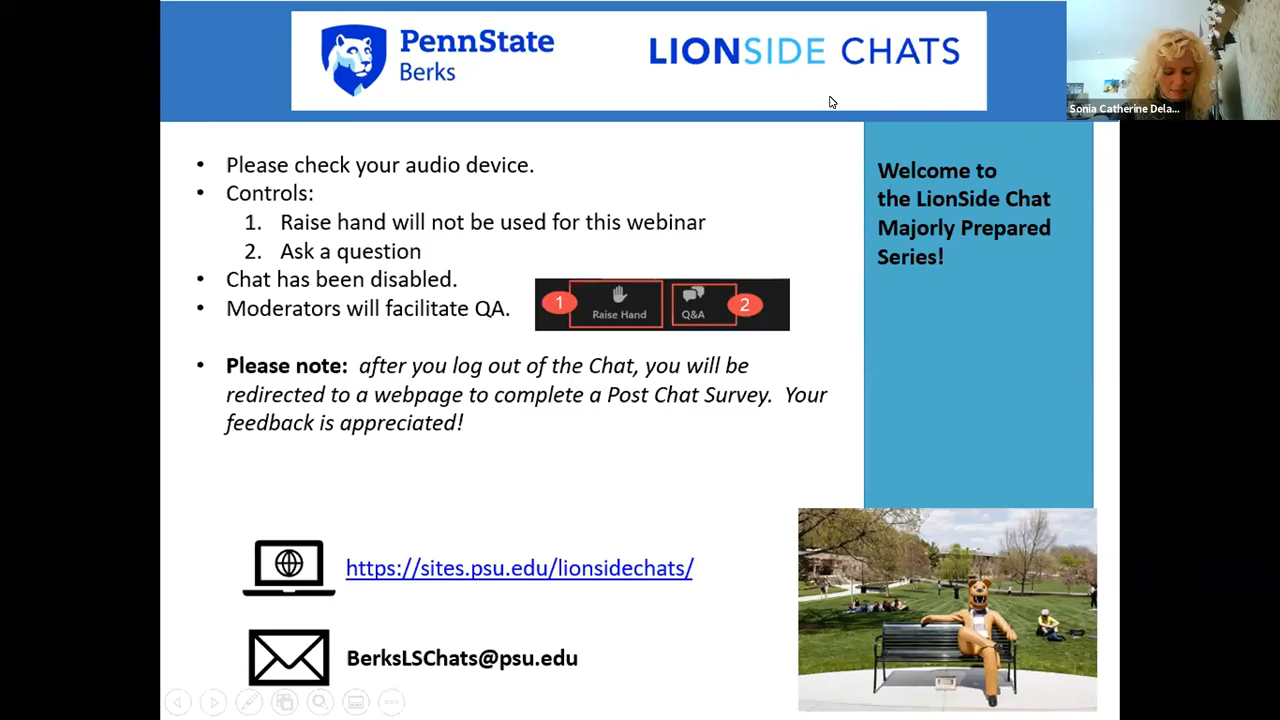 PennState
Berks
LIONSIDE CHATS
Sonia Catherine Dela...
• Please check your audio device.
• Controls:
1. Raise hand will not be used for this webinar
2. Ask a question
• Chat has been disabled.
• Moderators will facilitate QA.
1 Raise Hand Q&A 2
• Please note: after you log out of the Chat, you will be
redirected to a webpage to complete a Post Chat Survey. Your
feedback is appreciated!
Welcome to
the LionSide Chat
Majorly Prepared
Series!
https://sites.psu.edu/lionsidechats/
BerksLSChats@psu.edu